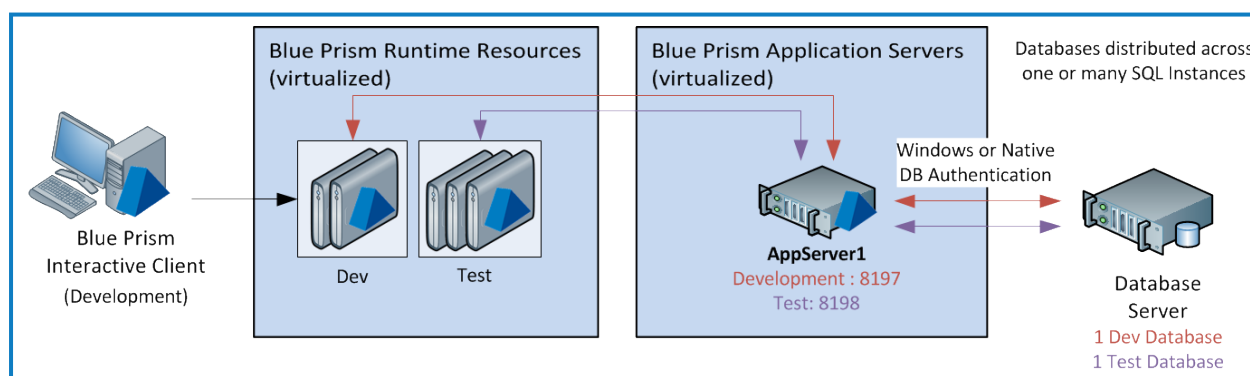 Blue Prism Runtime Resources
(virtualized)
Blue Prism Application Servers
(virtualized)
Databases distributed across
one or many SQL Instances
Windows or Native
DB Authentication
Blue Prism
Interactive Client
(Development)
Dev
Test
AppServer1
Development : 8197
Test: 8198
Database
Server
1 Dev Database
1 Test Database